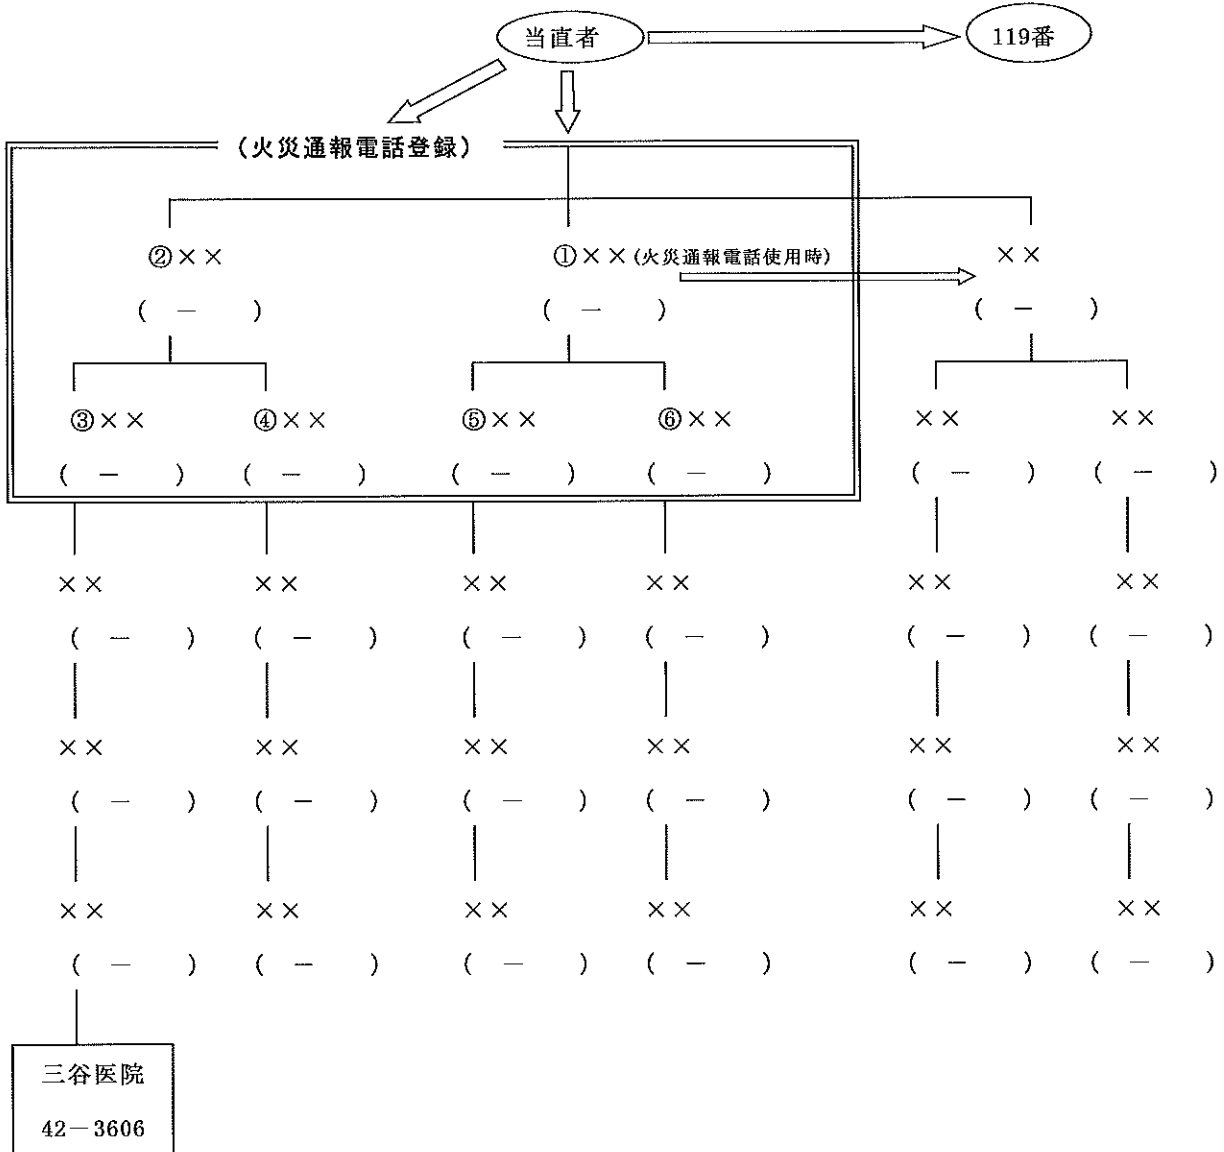 当直者 119番
(火災通報電話登録)
②×× ①××(火災通報電話使用時) ××
( － ) ( － ) ( － )
③×× ④×× ⑤×× ⑥×× ×× ××
( － ) ( － ) ( － ) ( － ) ( － ) ( － )
×× ×× ×× ×× ×× ××
( － ) ( － ) ( － ) ( － ) ( － ) ( － )
×× ×× ×× ×× ×× ××
( － ) ( － ) ( － ) ( － ) ( － ) ( － )
×× ×× ×× ×× ×× ××
( － ) ( － ) ( － ) ( － ) ( － ) ( － )
三谷医院
42－3606